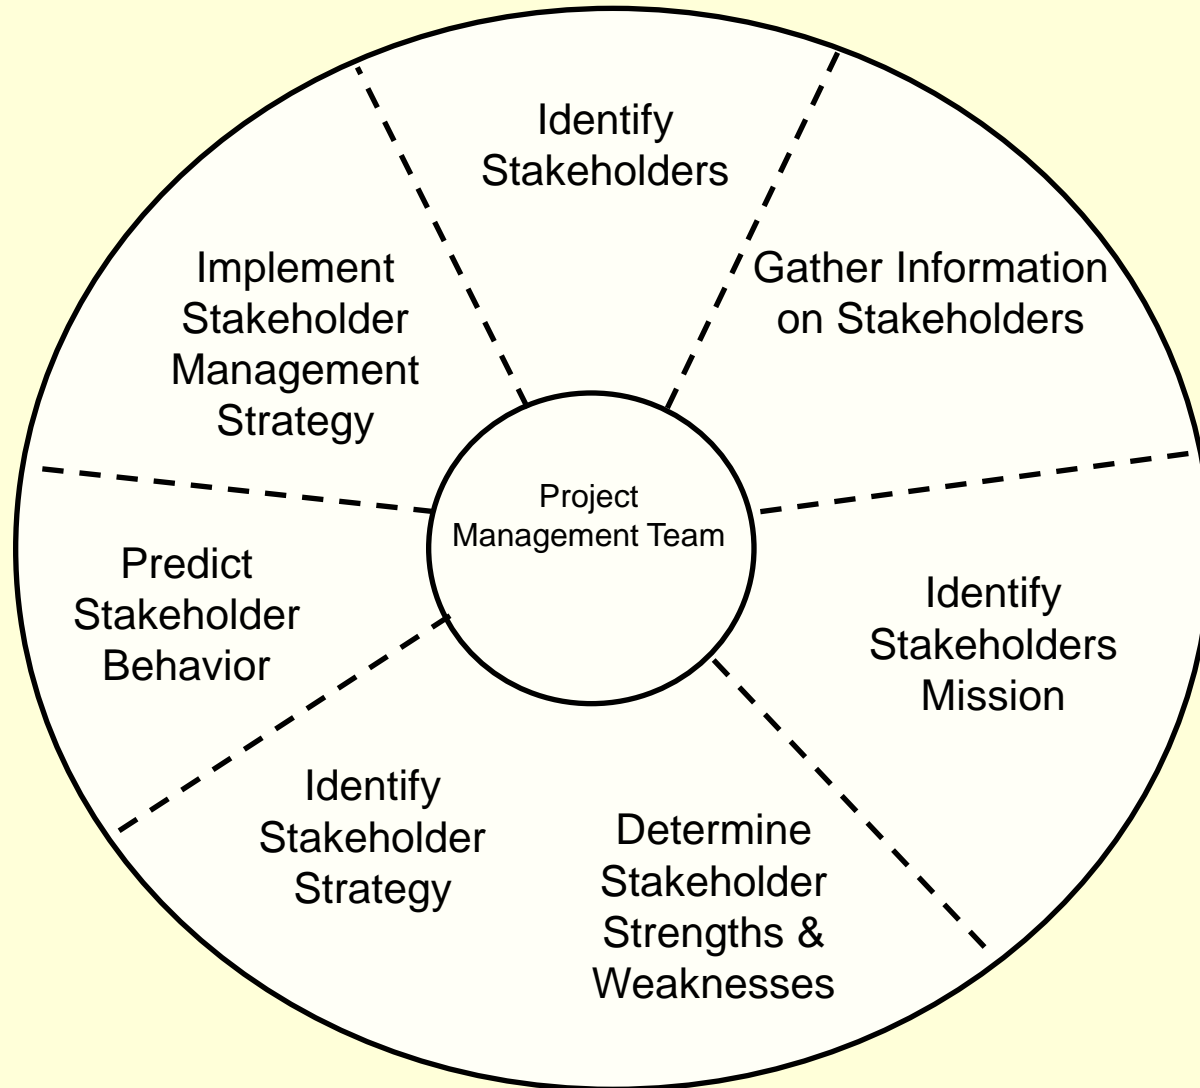 Identify
Stakeholders
Gather Information
on Stakeholders
Implement
Stakeholder
Management
Strategy
Project
Management Team
Predict
Stakeholder
Behavior
Identify
Stakeholders
Mission
Identify
Stakeholder
Strategy
Determine
Stakeholder
Strengths &
Weaknesses